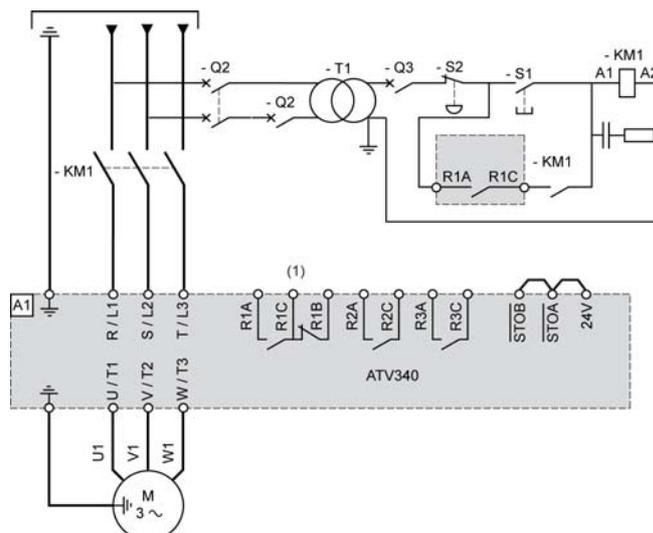 - Q2
- T1
- Q3
- S2
- S1
- KM1
A1
A2
- Q2
- KM1
R1A
R1C
- KM1
(1)
A1
R / L1
S / L2
T / L3
R1A
R1C
R1B
R2A
R2C
R3A
R3C
STOB
STOA
24V
ATV340
U / T1
V / T2
W / T3
U1
V1
W1
M
3 ~